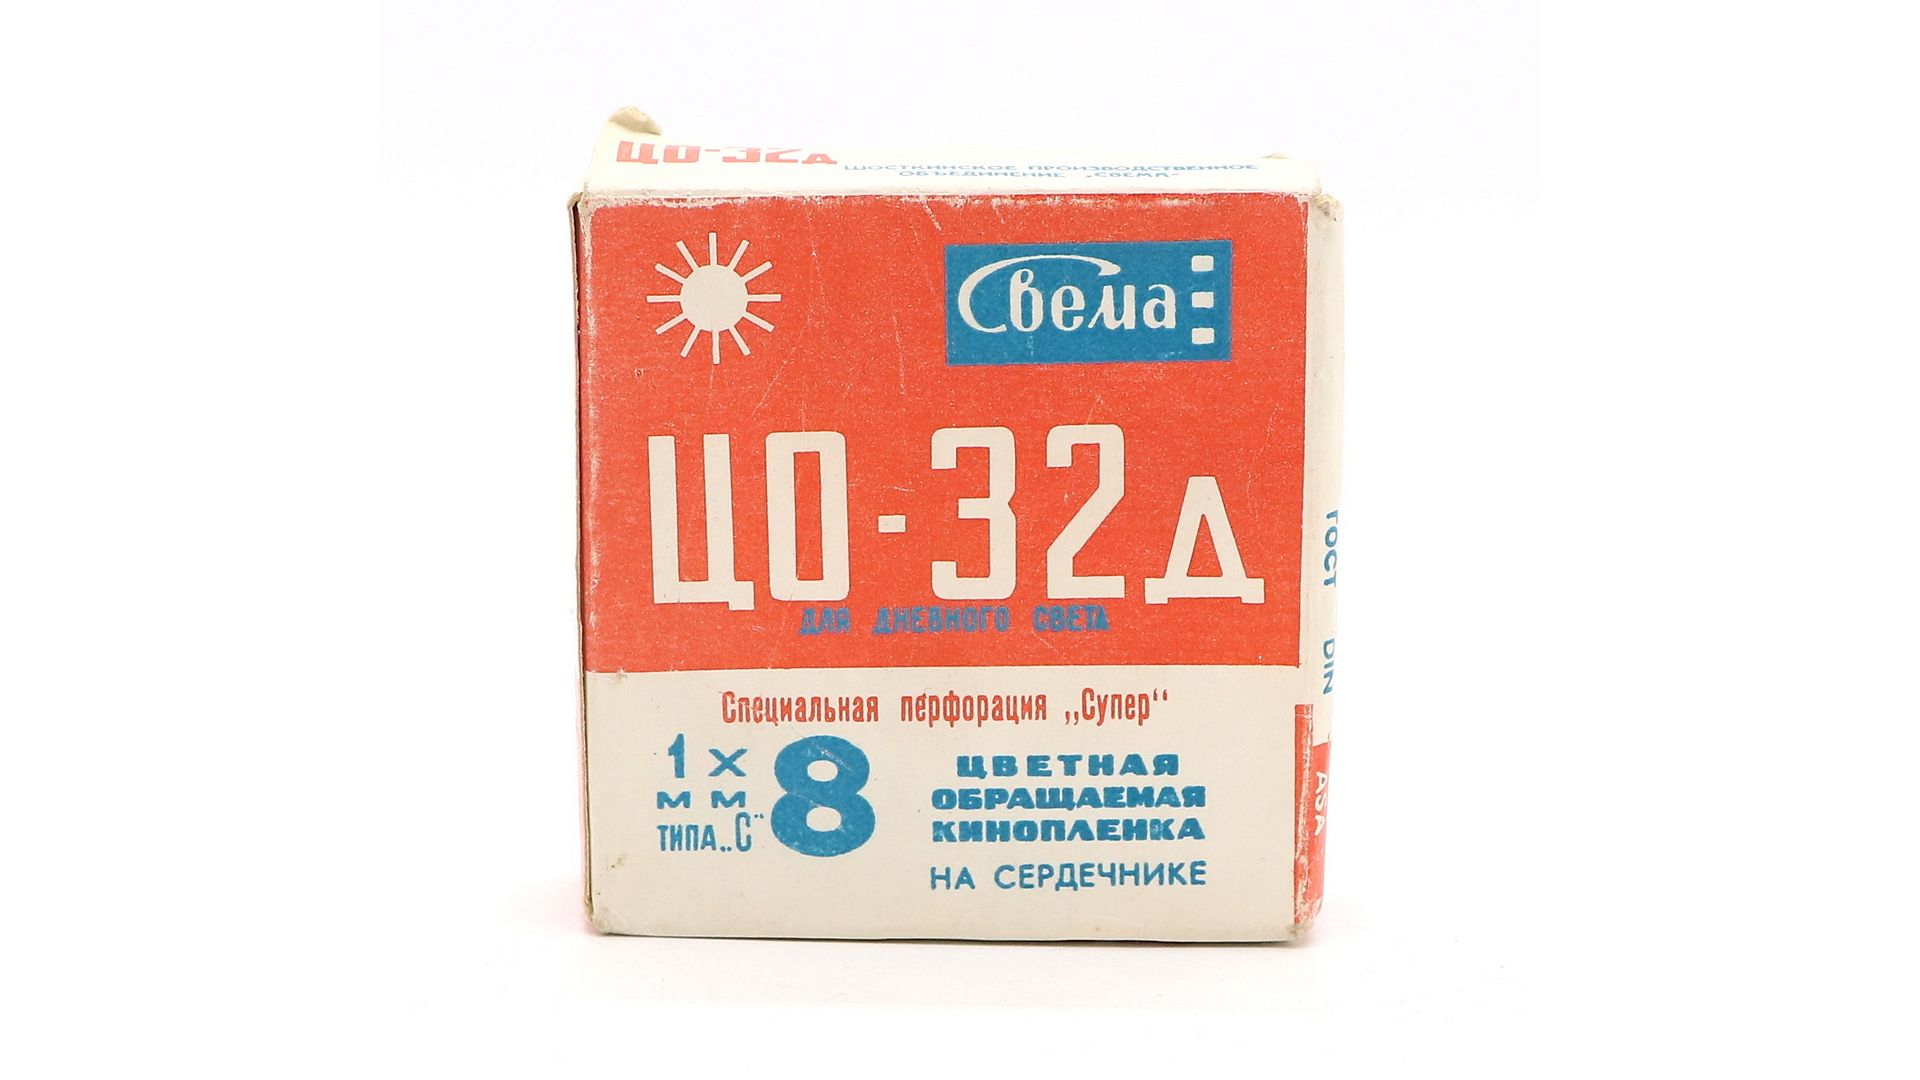 ЦО-32Д
ШОСТКИНСКОЕ ПРОИЗВОДСТВЕННОЕ
ОБЪЕДИНЕНИЕ „СВЕМА“
Свема
ЦО-32Д
ДЛЯ ДНЕВНОГО СВЕТА
Специальная перфорация „Супер“
1 x 8
мм
ТИПА „С“
ЦВЕТНАЯ
ОБРАЩАЕМАЯ
КИНОПЛЕНКА
НА СЕРДЕЧНИКЕ
ГОСТ DIN
ASA